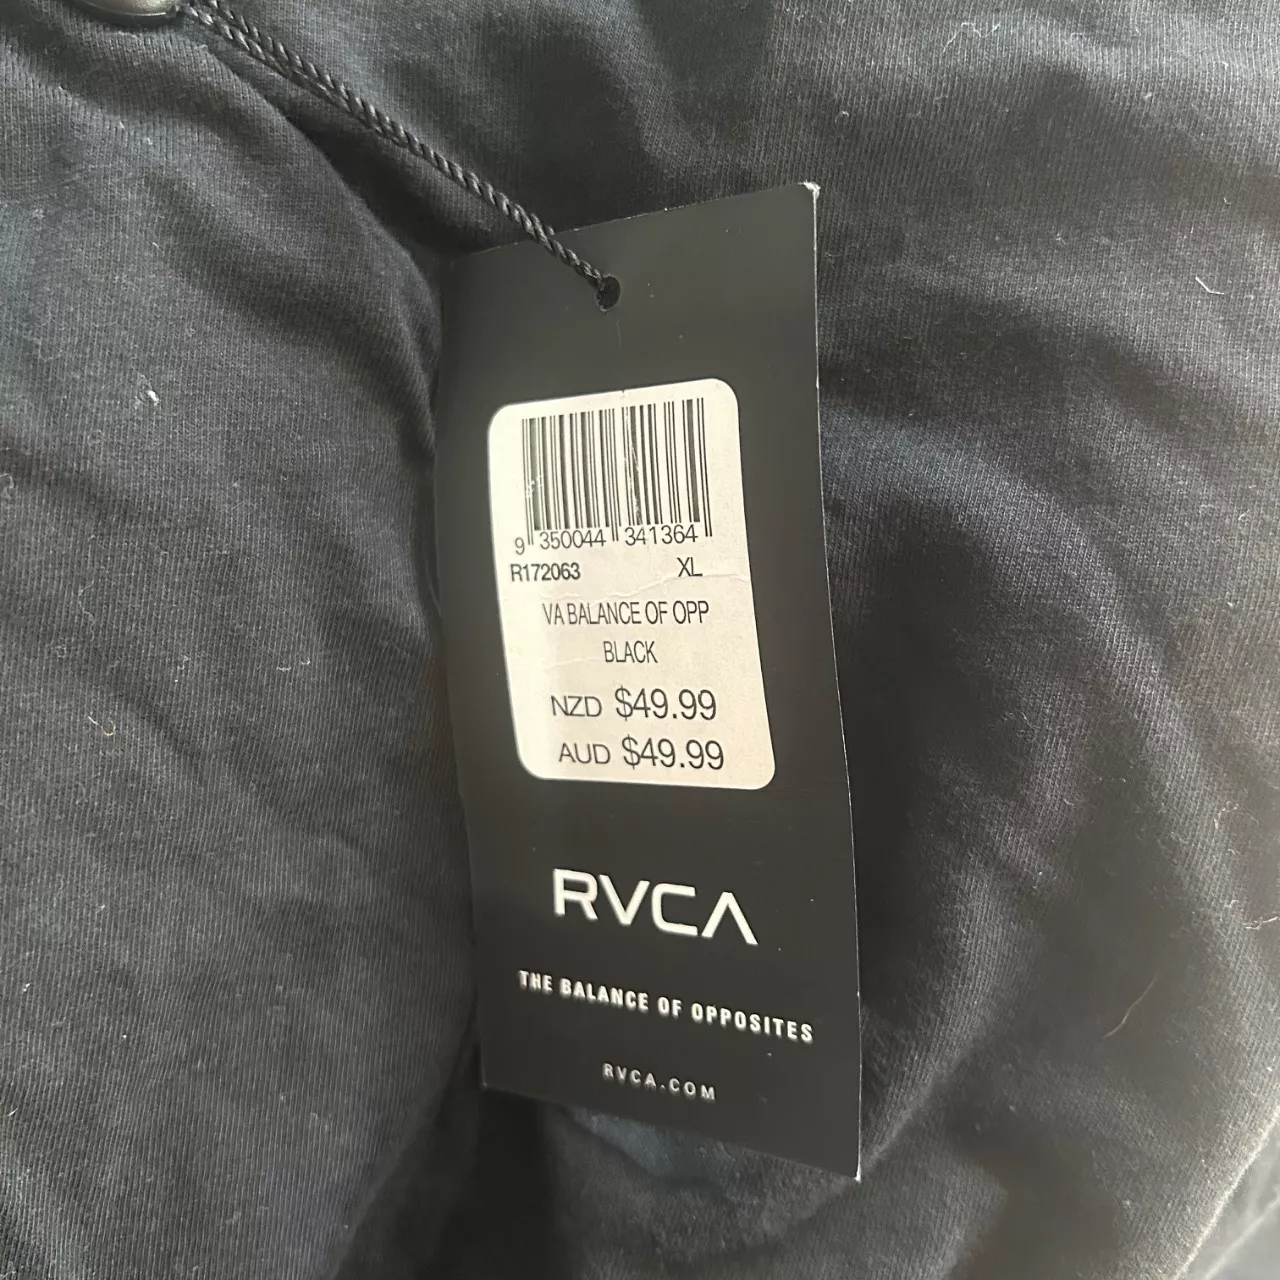 9 350044 341364
R172063 XL
VA BALANCE OF OPP
BLACK
NZD $49.99
AUD $49.99
RVCA
THE BALANCE OF OPPOSITES
RVCA.COM